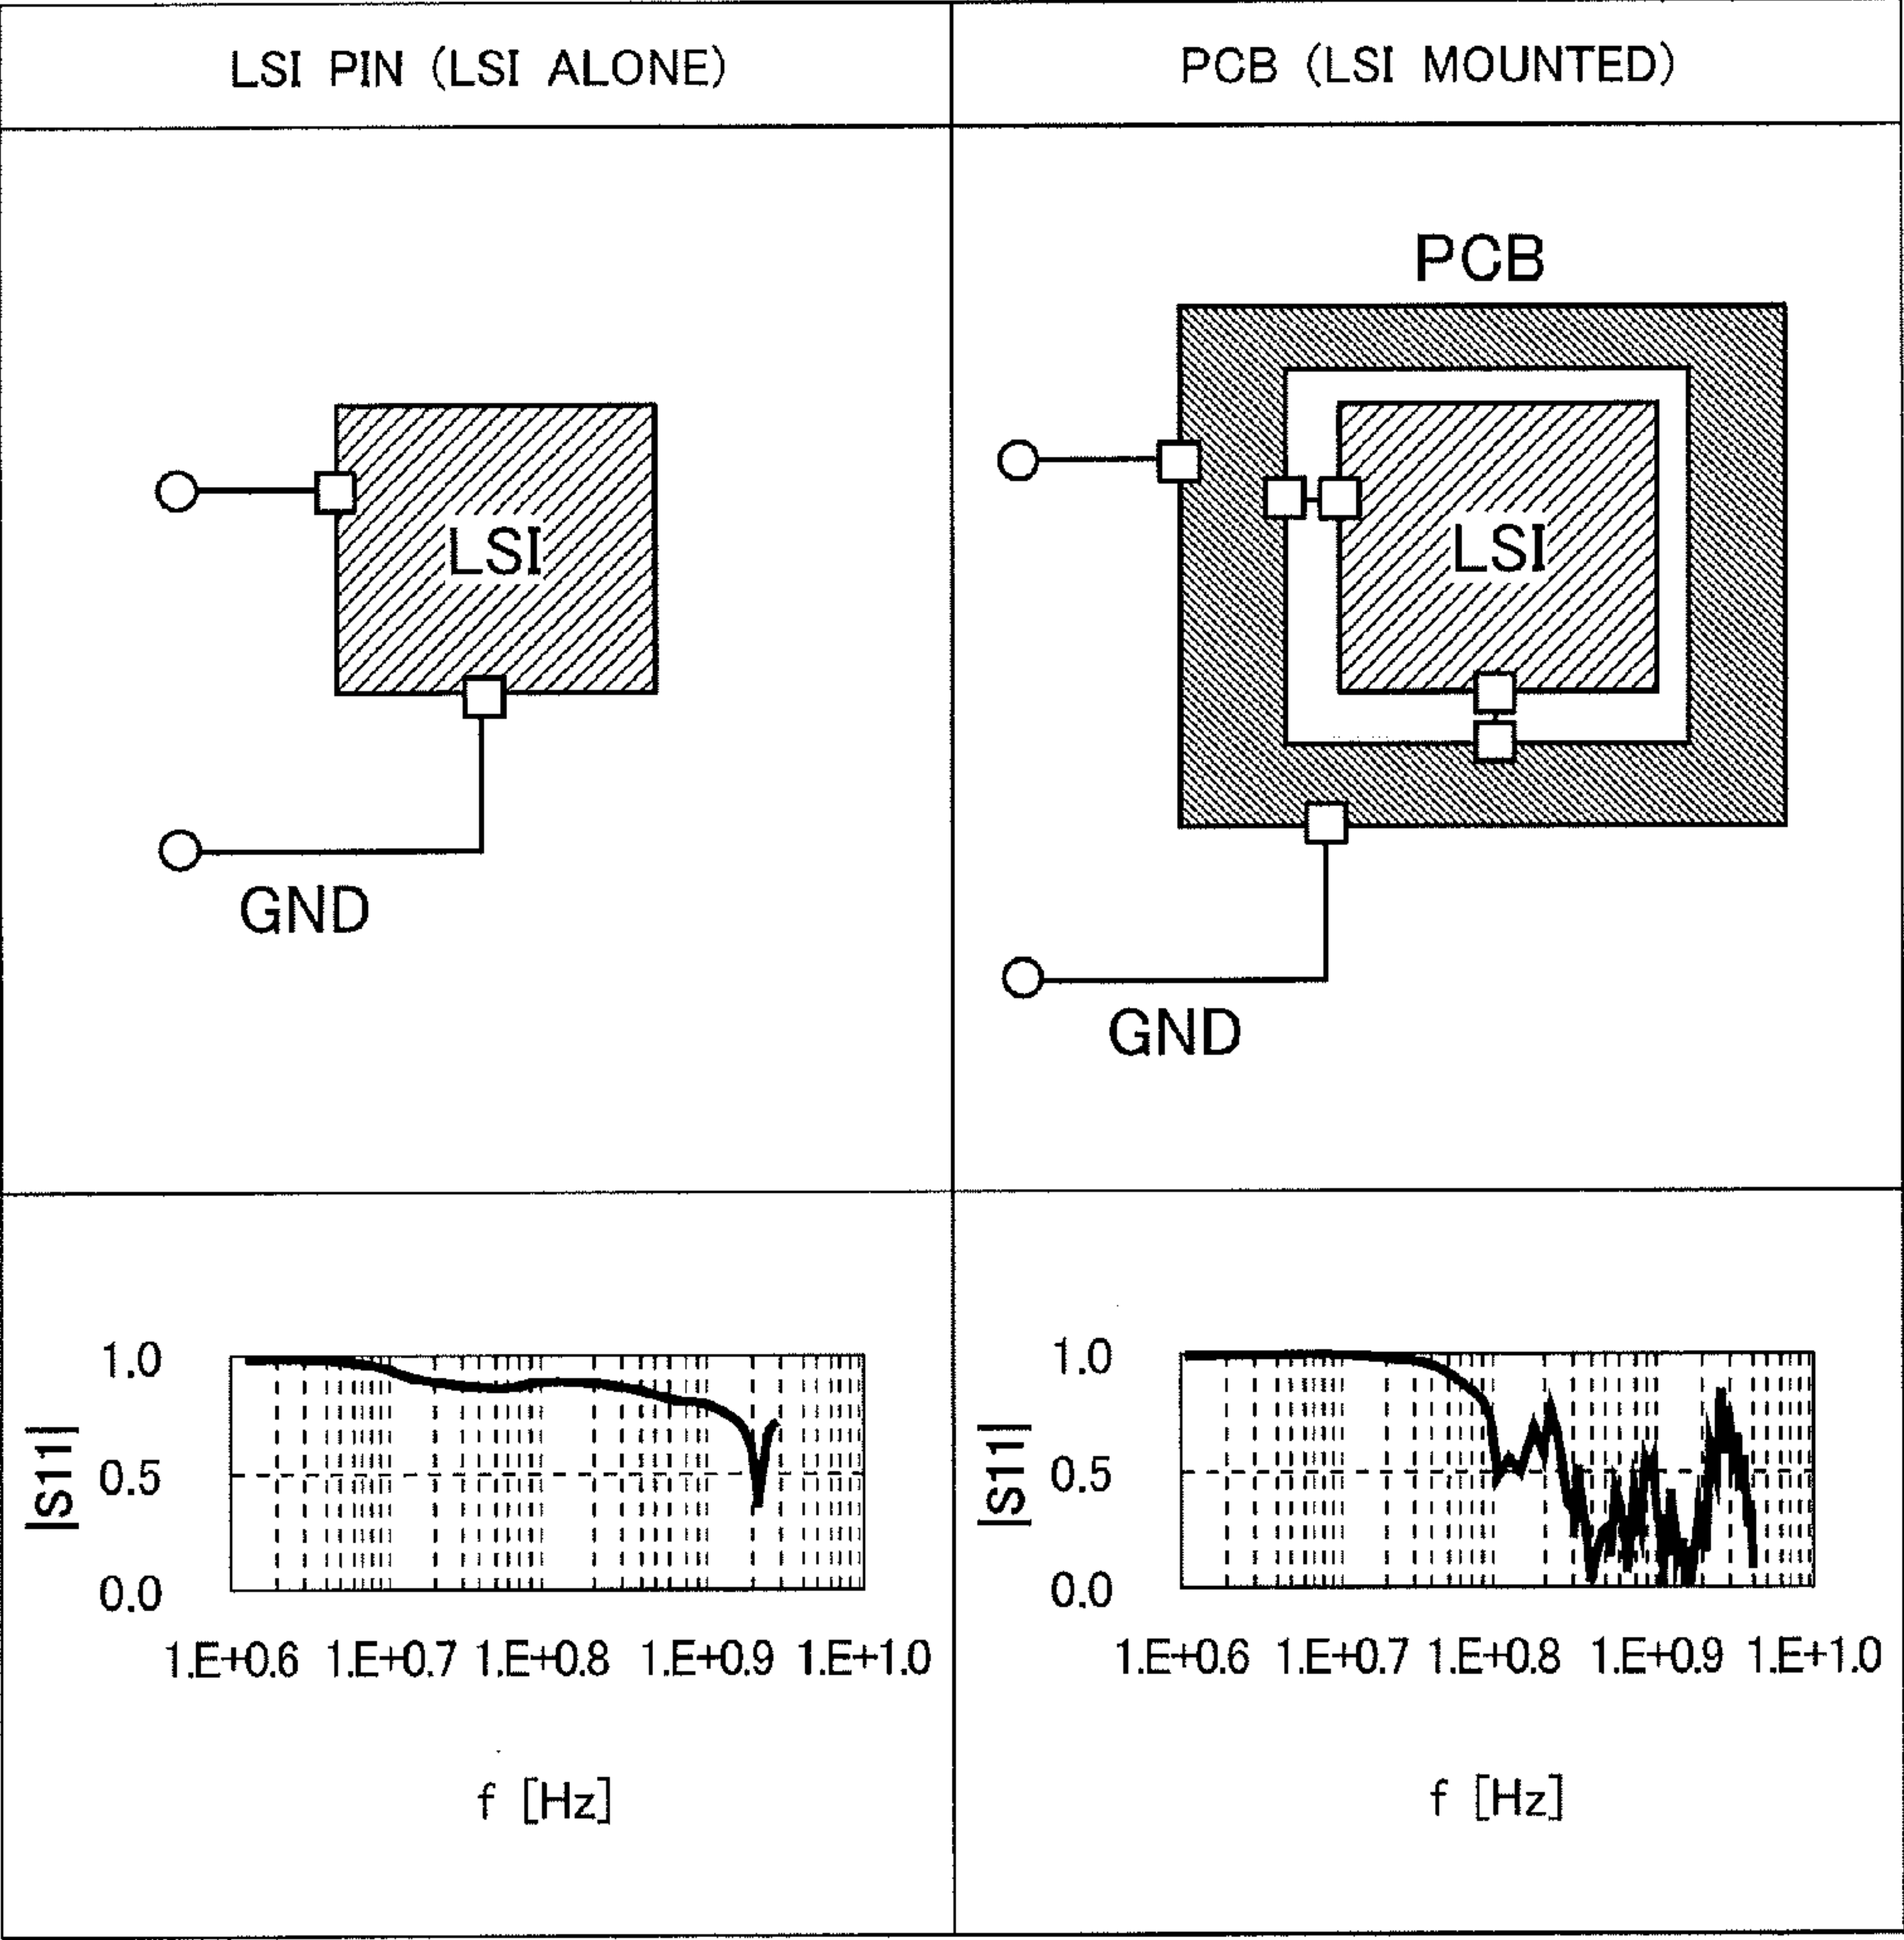 LSI PIN (LSI ALONE)
PCB (LSI MOUNTED)
LSI
GND
PCB
LSI
GND
|S11|
1.0
0.5
0.0
1.E+0.6 1.E+0.7 1.E+0.8 1.E+0.9 1.E+1.0
f [Hz]
|S11|
1.0
0.5
0.0
1.E+0.6 1.E+0.7 1.E+0.8 1.E+0.9 1.E+1.0
f [Hz]